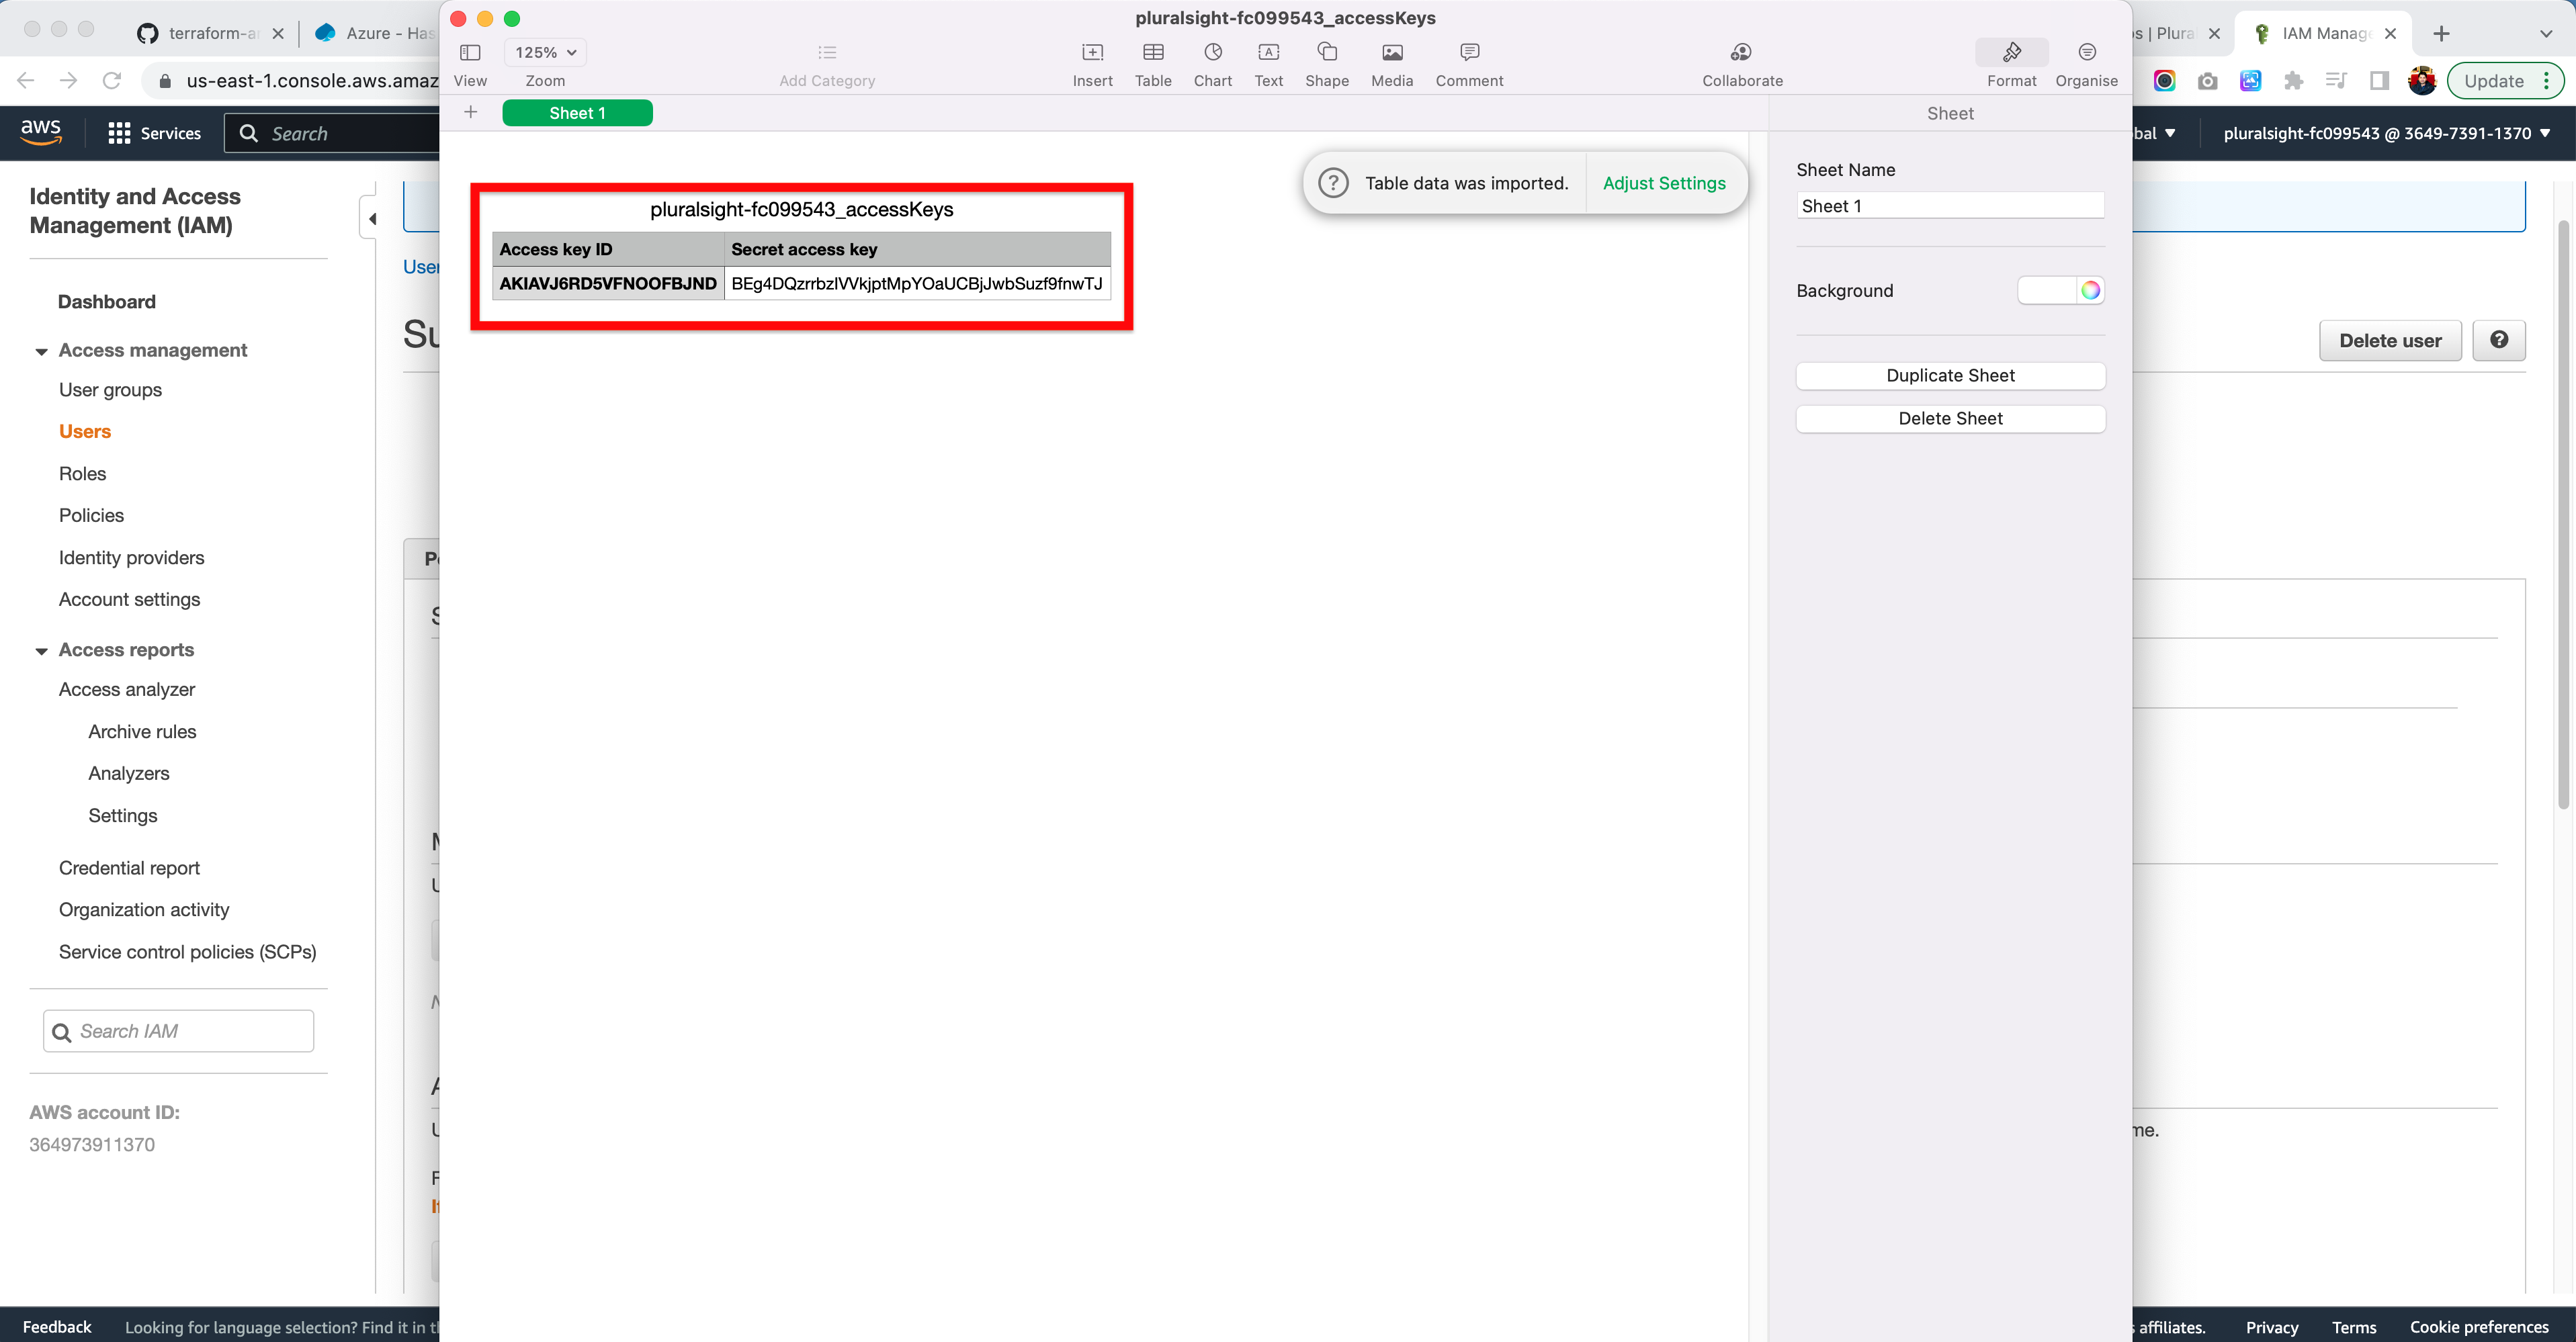 terraform-a
Azure - Has
us-east-1.console.aws.amaz
aws
Services
Search
Identity and Access
Management (IAM)
Dashboard
Access management
User groups
Users
Roles
Policies
Identity providers
Account settings
Access reports
Access analyzer
Archive rules
Analyzers
Settings
Credential report
Organization activity
Service control policies (SCPs)
Search IAM
AWS account ID:
364973911370
Feedback
Looking for language selection? Find it in t
pluralsight-fc099543_accessKeys
125%
View
Zoom
Add Category
Insert
Table
Chart
Text
Shape
Media
Comment
Collaborate
Format
Organise
Sheet 1
Sheet
Table data was imported.
Adjust Settings
pluralsight-fc099543_accessKeys
Access key ID
Secret access key
AKIAVJ6RD5VFNOOFBJND
BEg4DQzrrbzIVVkjptMpYOaUCBjJwbSuzf9fnwTJ
Sheet Name
Sheet 1
Background
Duplicate Sheet
Delete Sheet
os | Plura
IAM Manage
Update
bal
pluralsight-fc099543 @ 3649-7391-1370
Delete user
me.
s affiliates.
Privacy
Terms
Cookie preferences